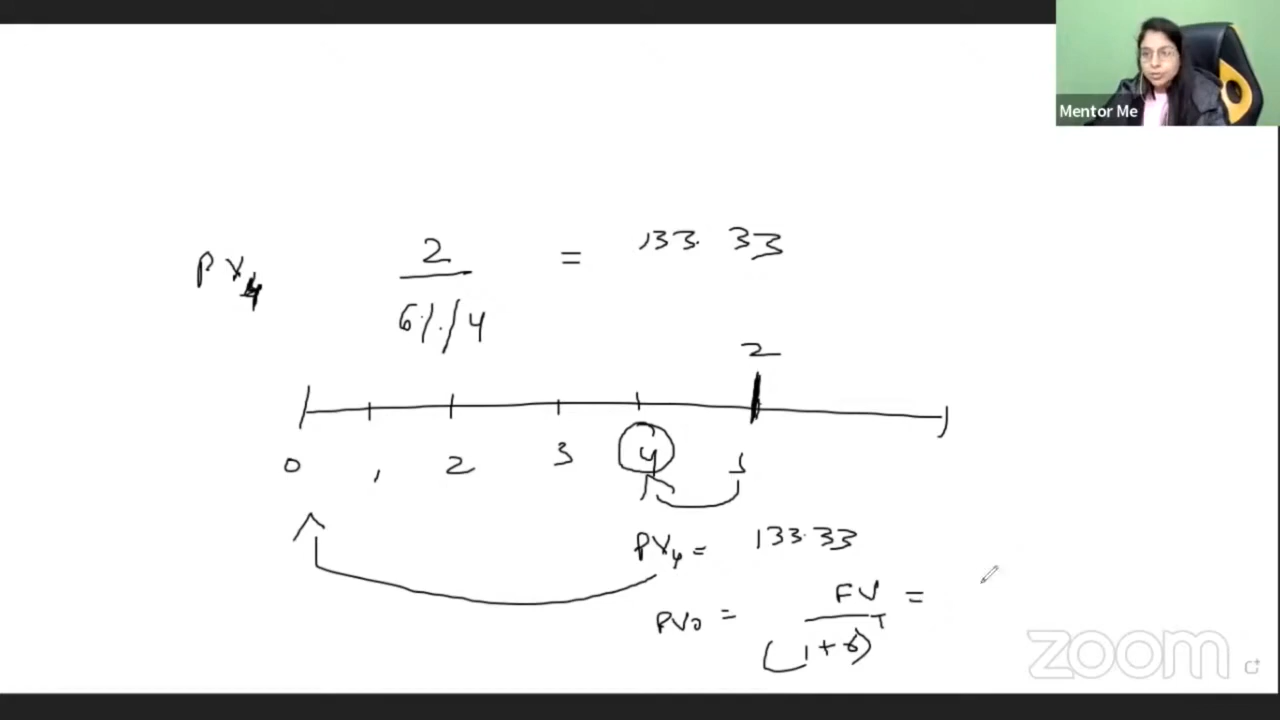 Mentor Me
PV4 2 / 6%/4 = 133.33
2
0 1 2 3 4 5
PV4 = 133.33
PV0 = FV / (1+r)^T =
zoom